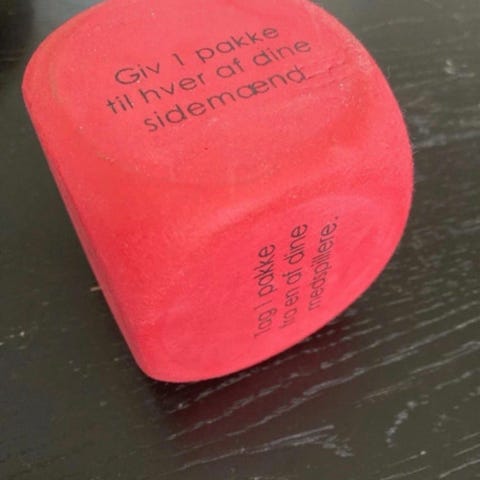 Giv 1 pakke
til hver af dine
sidemænd.
Tag 1 pakke
fra en af dine
medspillere.